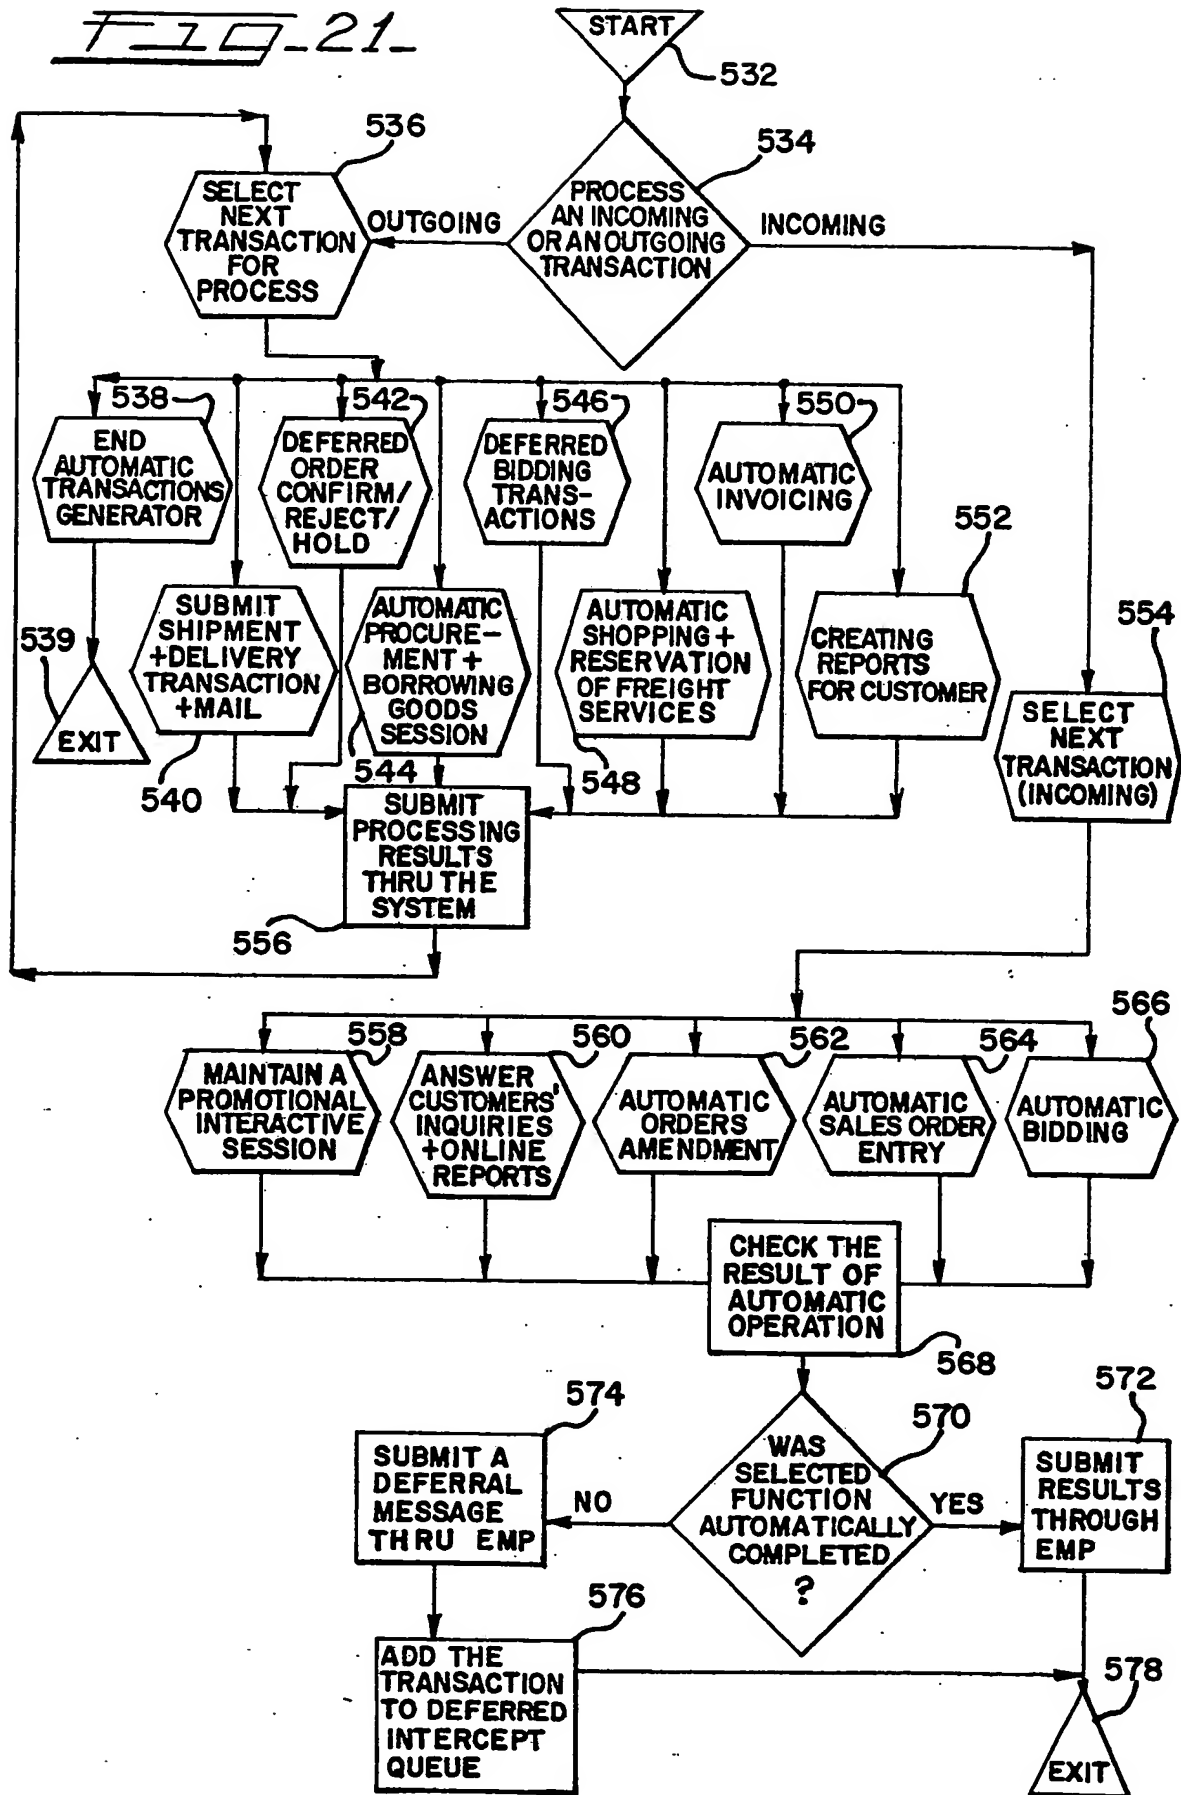 FIG-21-
START
532
534
PROCESS
AN INCOMING
OR AN OUTGOING
TRANSACTION
OUTGOING
INCOMING
536
SELECT
NEXT
TRANSACTION
FOR
PROCESS
538
END
AUTOMATIC
TRANSACTIONS
GENERATOR
539
EXIT
542
DEFERRED
ORDER
CONFIRM/
REJECT/
HOLD
546
DEFERRED
BIDDING
TRANS-
ACTIONS
550
AUTOMATIC
INVOICING
552
SUBMIT
SHIPMENT
+DELIVERY
TRANSACTION
+MAIL
540
AUTOMATIC
PROCURE-
MENT +
BORROWING
GOODS
SESSION
544
AUTOMATIC
SHOPPING+
RESERVATION
OF FREIGHT
SERVICES
548
CREATING
REPORTS
FOR CUSTOMER
554
SELECT
NEXT
TRANSACTION
(INCOMING)
SUBMIT
PROCESSING
RESULTS
THRU THE
SYSTEM
556
558
MAINTAIN A
PROMOTIONAL
INTERACTIVE
SESSION
560
ANSWER
CUSTOMERS'
INQUIRIES
+ONLINE
REPORTS
562
AUTOMATIC
ORDERS
AMENDMENT
564
AUTOMATIC
SALES ORDER
ENTRY
566
AUTOMATIC
BIDDING
CHECK THE
RESULT OF
AUTOMATIC
OPERATION
568
570
WAS
SELECTED
FUNCTION
AUTOMATICALLY
COMPLETED
?
NO
YES
572
SUBMIT
RESULTS
THROUGH
EMP
574
SUBMIT A
DEFERRAL
MESSAGE
THRU EMP
576
ADD THE
TRANSACTION
TO DEFERRED
INTERCEPT
QUEUE
578
EXIT